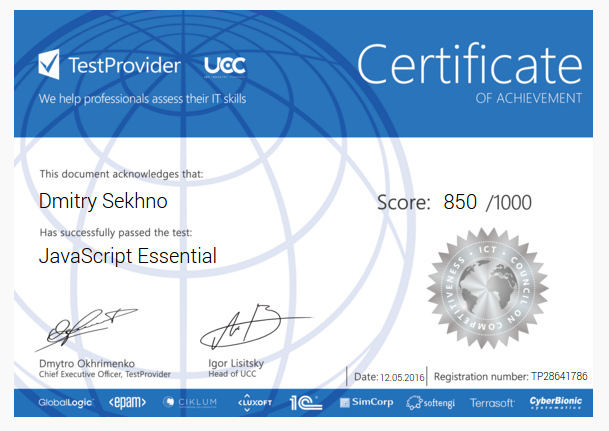 TestProvider
UCC
Certificate
We help professionals assess their IT skills
OF ACHIEVEMENT
This document acknowledges that:
Dmitry Sekhno
Score: 850 /1000
Has successfully passed the test:
JavaScript Essential
ICT • COUNCIL ON COMPETITIVENESS •
Dmytro Okhrimenko
Chief Executive Officer, TestProvider
Igor Lisitsky
Head of UCC
Date: 12.05.2016
Registration number: TP28641786
GlobalLogic
<epam>
CIKLUM
LUXOFT
1C
SimCorp
softengi
Terrasoft
CyberBionic
systematics